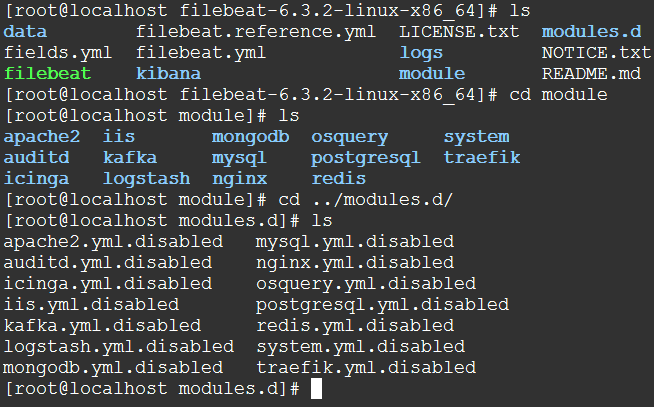 [root@localhost filebeat-6.3.2-linux-x86_64]# ls
data        filebeat.reference.yml  LICENSE.txt  modules.d
fields.yml  filebeat.yml            logs         NOTICE.txt
filebeat    kibana                  module       README.md
[root@localhost filebeat-6.3.2-linux-x86_64]# cd module
[root@localhost module]# ls
apache2  iis       mongodb  osquery     system
auditd   kafka     mysql    postgresql  traefik
icinga   logstash  nginx    redis
[root@localhost module]# cd ../modules.d/
[root@localhost modules.d]# ls
apache2.yml.disabled   mysql.yml.disabled
auditd.yml.disabled    nginx.yml.disabled
icinga.yml.disabled    osquery.yml.disabled
iis.yml.disabled       postgresql.yml.disabled
kafka.yml.disabled     redis.yml.disabled
logstash.yml.disabled  system.yml.disabled
mongodb.yml.disabled   traefik.yml.disabled
[root@localhost modules.d]#